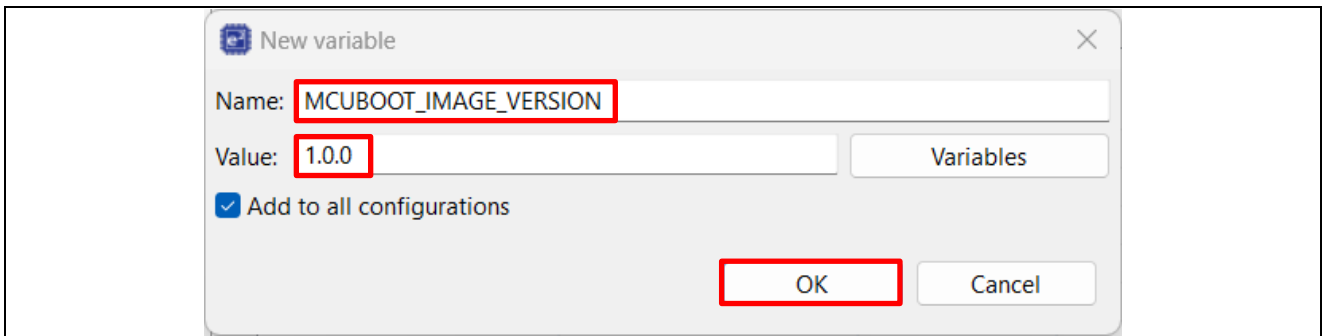 New variable
Name: MCUBOOT_IMAGE_VERSION
Value: 1.0.0 Variables
Add to all configurations
OK Cancel